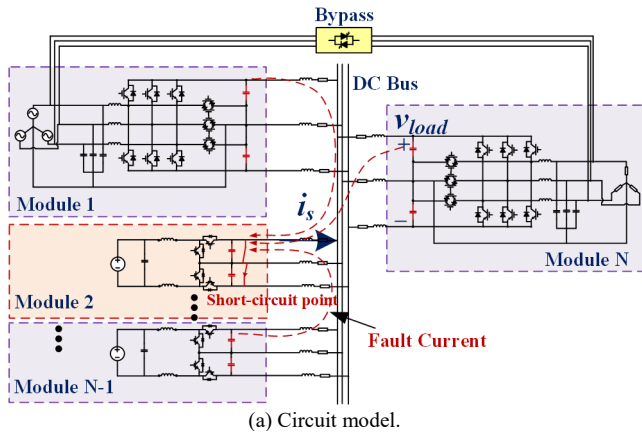 Bypass
DC Bus
v_load
+
−
Module 1
i_s
Module N
Module 2
Short-circuit point
Fault Current
Module N-1
(a) Circuit model.